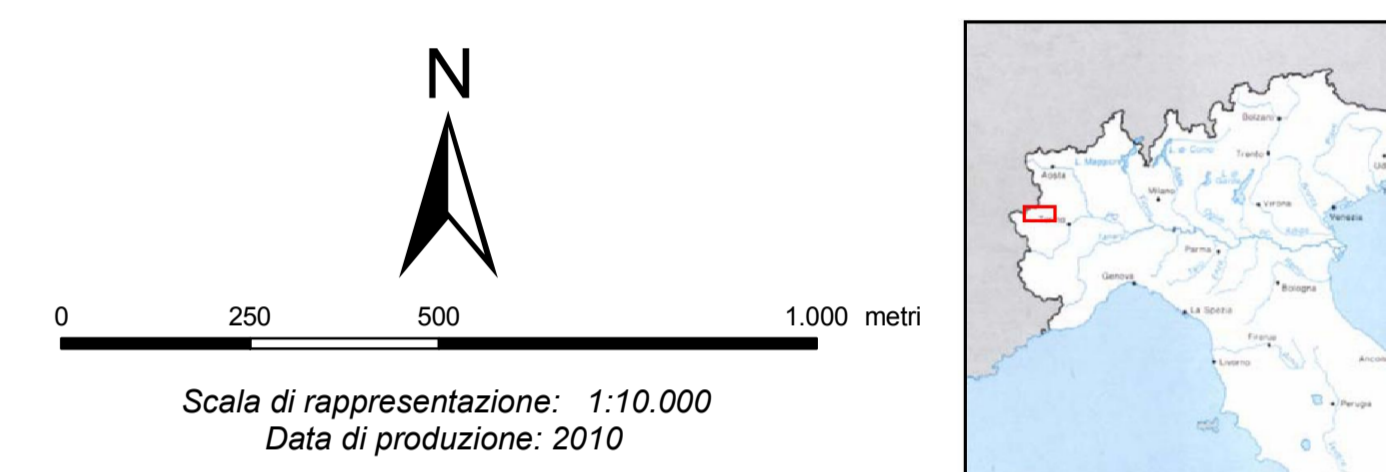 N
0 250 500 1.000 metri
Scala di rappresentazione: 1:10.000
Data di produzione: 2010
Bolzano
L. di Como
Trento
L. Maggiore
Aosta
Milano
Verona
Venezia
Parma
Genova
Bologna
La Spezia
Firenze
Livorno
Ancon
Perugia